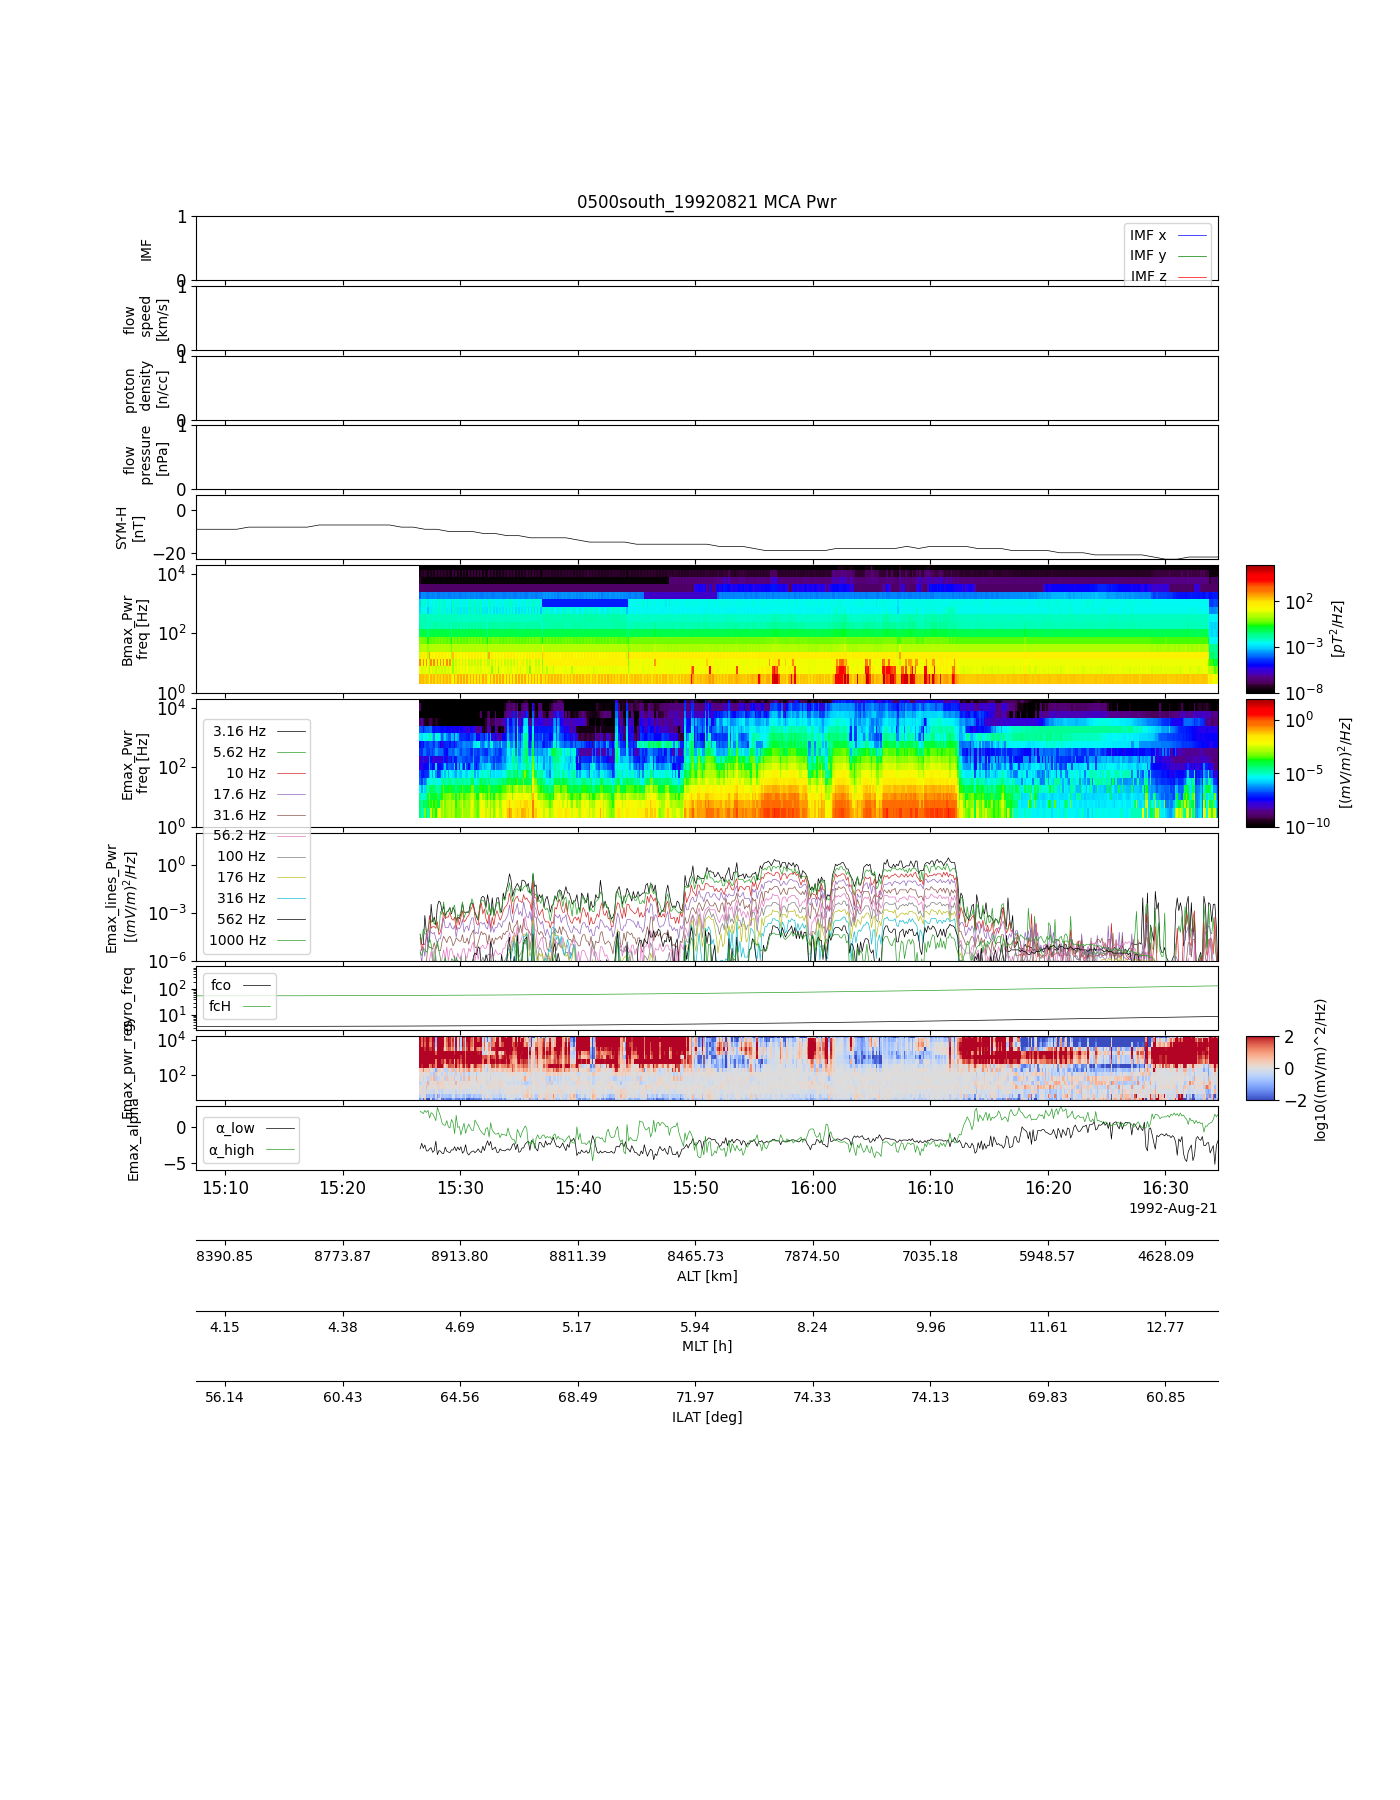 0500south_19920821 MCA Pwr
1
0
IMF
IMF x
IMF y
IMF z
1
0
flow
speed
[km/s]
1
0
proton
density
[n/cc]
1
0
flow
pressure
[nPa]
0
−20
SYM-H
[nT]
10^4
10^2
10^0
Bmax_Pwr
freq [Hz]
10^2
10^−3
10^−8
[pT^2/Hz]
10^4
10^2
10^0
Emax_Pwr
freq [Hz]
10^0
10^−5
10^−10
[(mV/m)^2/Hz]
3.16 Hz
5.62 Hz
10 Hz
17.6 Hz
31.6 Hz
56.2 Hz
100 Hz
176 Hz
316 Hz
562 Hz
1000 Hz
10^0
10^−3
10^−6
Emax_lines_Pwr
[(mV/m)^2/Hz]
fco
fcH
10^2
10^1
gyro_freq
10^4
10^2
Emax_pwr_reg
2
0
−2
log10((mV/m)^2/Hz)
0
−5
Emax_alpha
α_low
α_high
15:10 15:20 15:30 15:40 15:50 16:00 16:10 16:20 16:30
1992-Aug-21
8390.85 8773.87 8913.80 8811.39 8465.73 7874.50 7035.18 5948.57 4628.09
ALT [km]
4.15 4.38 4.69 5.17 5.94 8.24 9.96 11.61 12.77
MLT [h]
56.14 60.43 64.56 68.49 71.97 74.33 74.13 69.83 60.85
ILAT [deg]